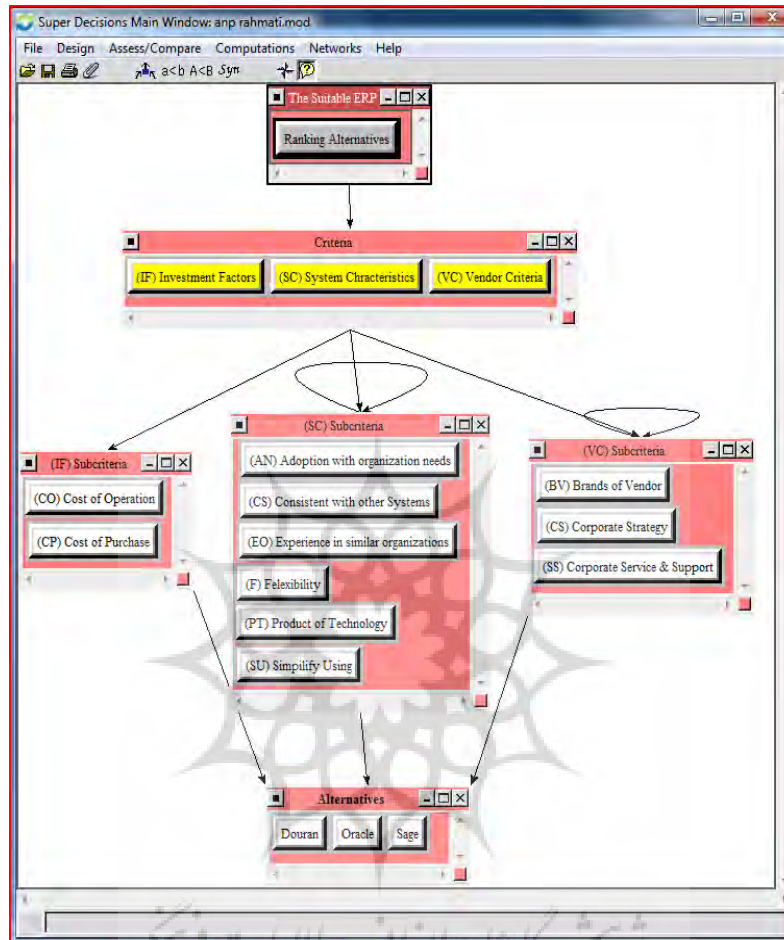 Super Decisions Main Window: anp rahmati.mod
File Design Assess/Compare Computations Networks Help
a<b A<B Syn
The Suitable ERP
Ranking Alternatives
Criteria
(IF) Investment Factors (SC) System Chracteristics (VC) Vendor Criteria
(SC) Subcriteria
(AN) Adoption with organization needs
(CS) Consistent with other Systems
(EO) Experience in similar organizations
(F) Felexibility
(PT) Product of Technology
(SU) Simpilify Using
(IF) Subcriteria
(CO) Cost of Operation
(CP) Cost of Purchase
(VC) Subcriteria
(BV) Brands of Vendor
(CS) Corporate Strategy
(SS) Corporate Service & Support
Alternatives
Douran Oracle Sage